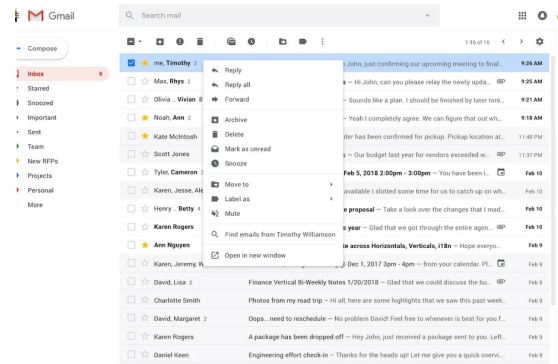 Gmail
Search mail
Compose
1-46 of 16
Inbox 8
Starred
Snoozed
Important
Sent
Team
New RFPs
Projects
Personal
More
me, Timothy 3 John, just confirming our upcoming meeting to final... 9:26 AM
Max, Rhys 2 – Hi John, can you please relay the newly upda... 9:25 AM
Olivia .. Vivian 8 – Sounds like a plan. I should be finished by later toni... 9:21 AM
Noah, Ann 2 – Yeah I completely agree. We can figure that out wh... 9:18 AM
Kate McIntosh der has been confirmed for pickup. Pickup location at... 11:48 PM
Scott Jones – Our budget last year for vendors exceeded w... 11:37 PM
Tyler, Cameron Feb 5, 2018 2:00pm - 3:00pm – You have been i... Feb 10
Karen, Jesse, Ale available I slotted some time for us to catch up on wh... Feb 10
Henry .. Betty 4 e proposal – Take a look over the changes that I mad... Feb 10
Karen Rogers s year – Glad that we got through the entire agen... Feb 10
Ann Nguyen te across Horizontals, Verticals, i18n – Hope everyo... Feb 9
Karen, Jeremy, W Dec 1, 2017 3pm - 4pm – from your calendar. Pl... Feb 9
David, Lisa 2 Finance Vertical Bi-Weekly Notes 1/20/2018 – Glad that we could discuss the bu... Feb 9
Charlotte Smith Photos from my road trip – Hi all, here are some highlights that we saw this past week... Feb 9
David, Margaret 2 Oops... need to reschedule – No problem David! Feel free to whenever is best for you f... Feb 9
Karen Rogers A package has been dropped off – Hey John, just received a package sent to you. Left... Feb 9
Daniel Keen Engineering effort check-in – Thanks for the heads up! Let me give you a quick overvi... Feb 9
Reply
Reply all
Forward
Archive
Delete
Mark as unread
Snooze
Move to
Label as
Mute
Find emails from Timothy Williamson
Open in new window